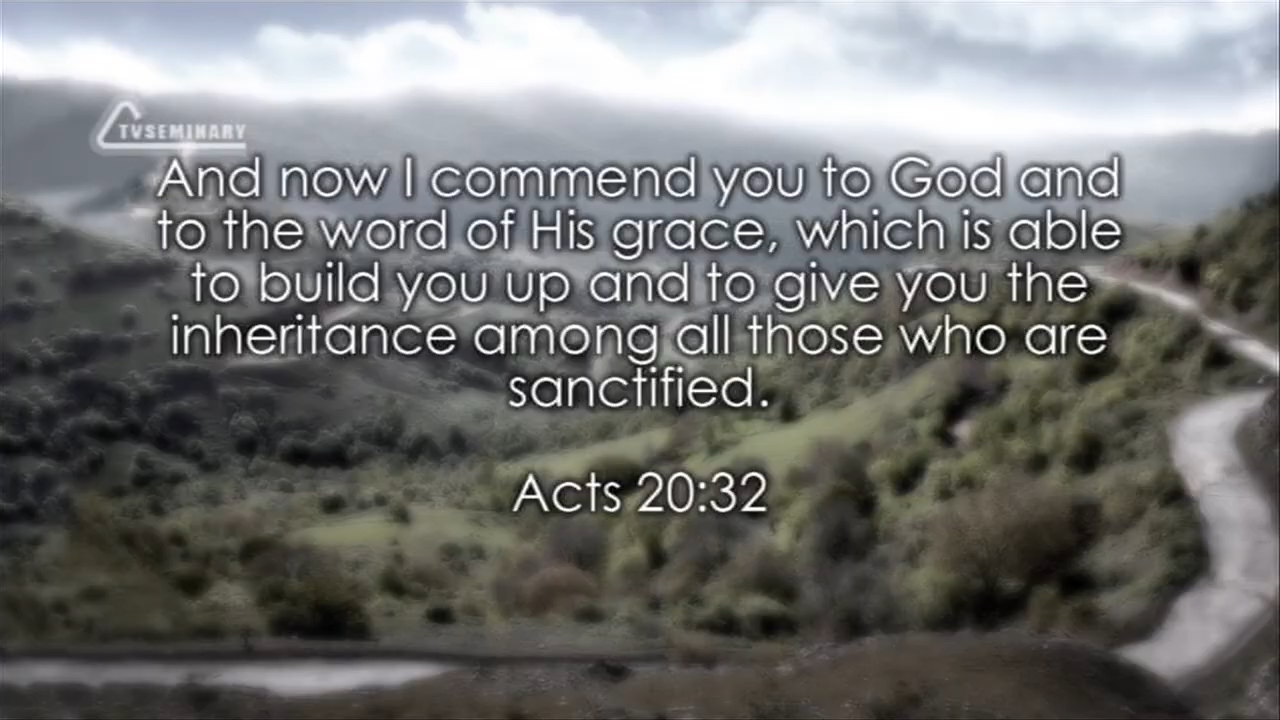 TVSEMINARY
And now I commend you to God and
to the word of His grace, which is able
to build you up and to give you the
inheritance among all those who are
sanctified.
Acts 20:32